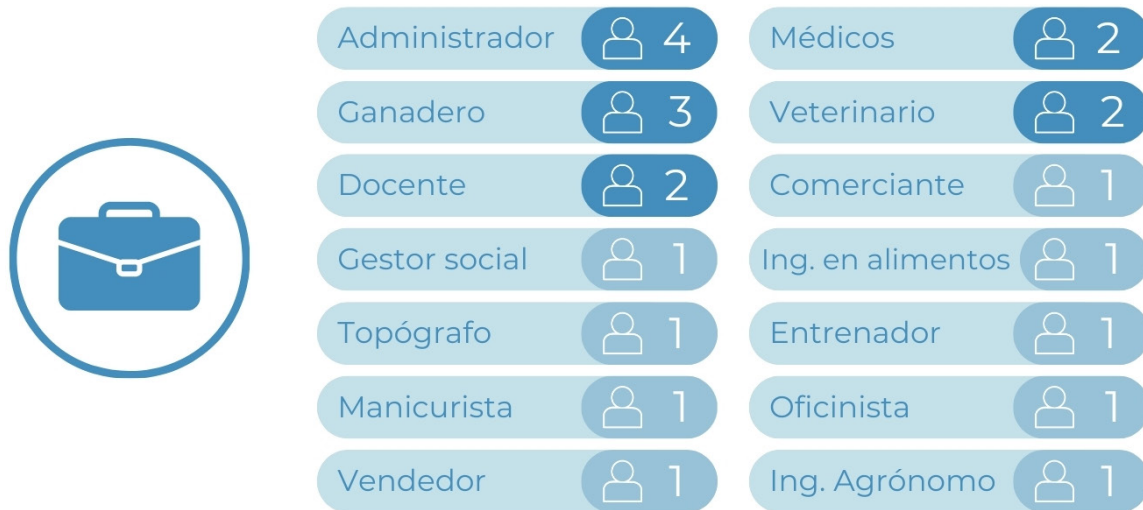 Administrador 4
Médicos 2
Ganadero 3
Veterinario 2
Docente 2
Comerciante 1
Gestor social 1
Ing. en alimentos 1
Topógrafo 1
Entrenador 1
Manicurista 1
Oficinista 1
Vendedor 1
Ing. Agrónomo 1